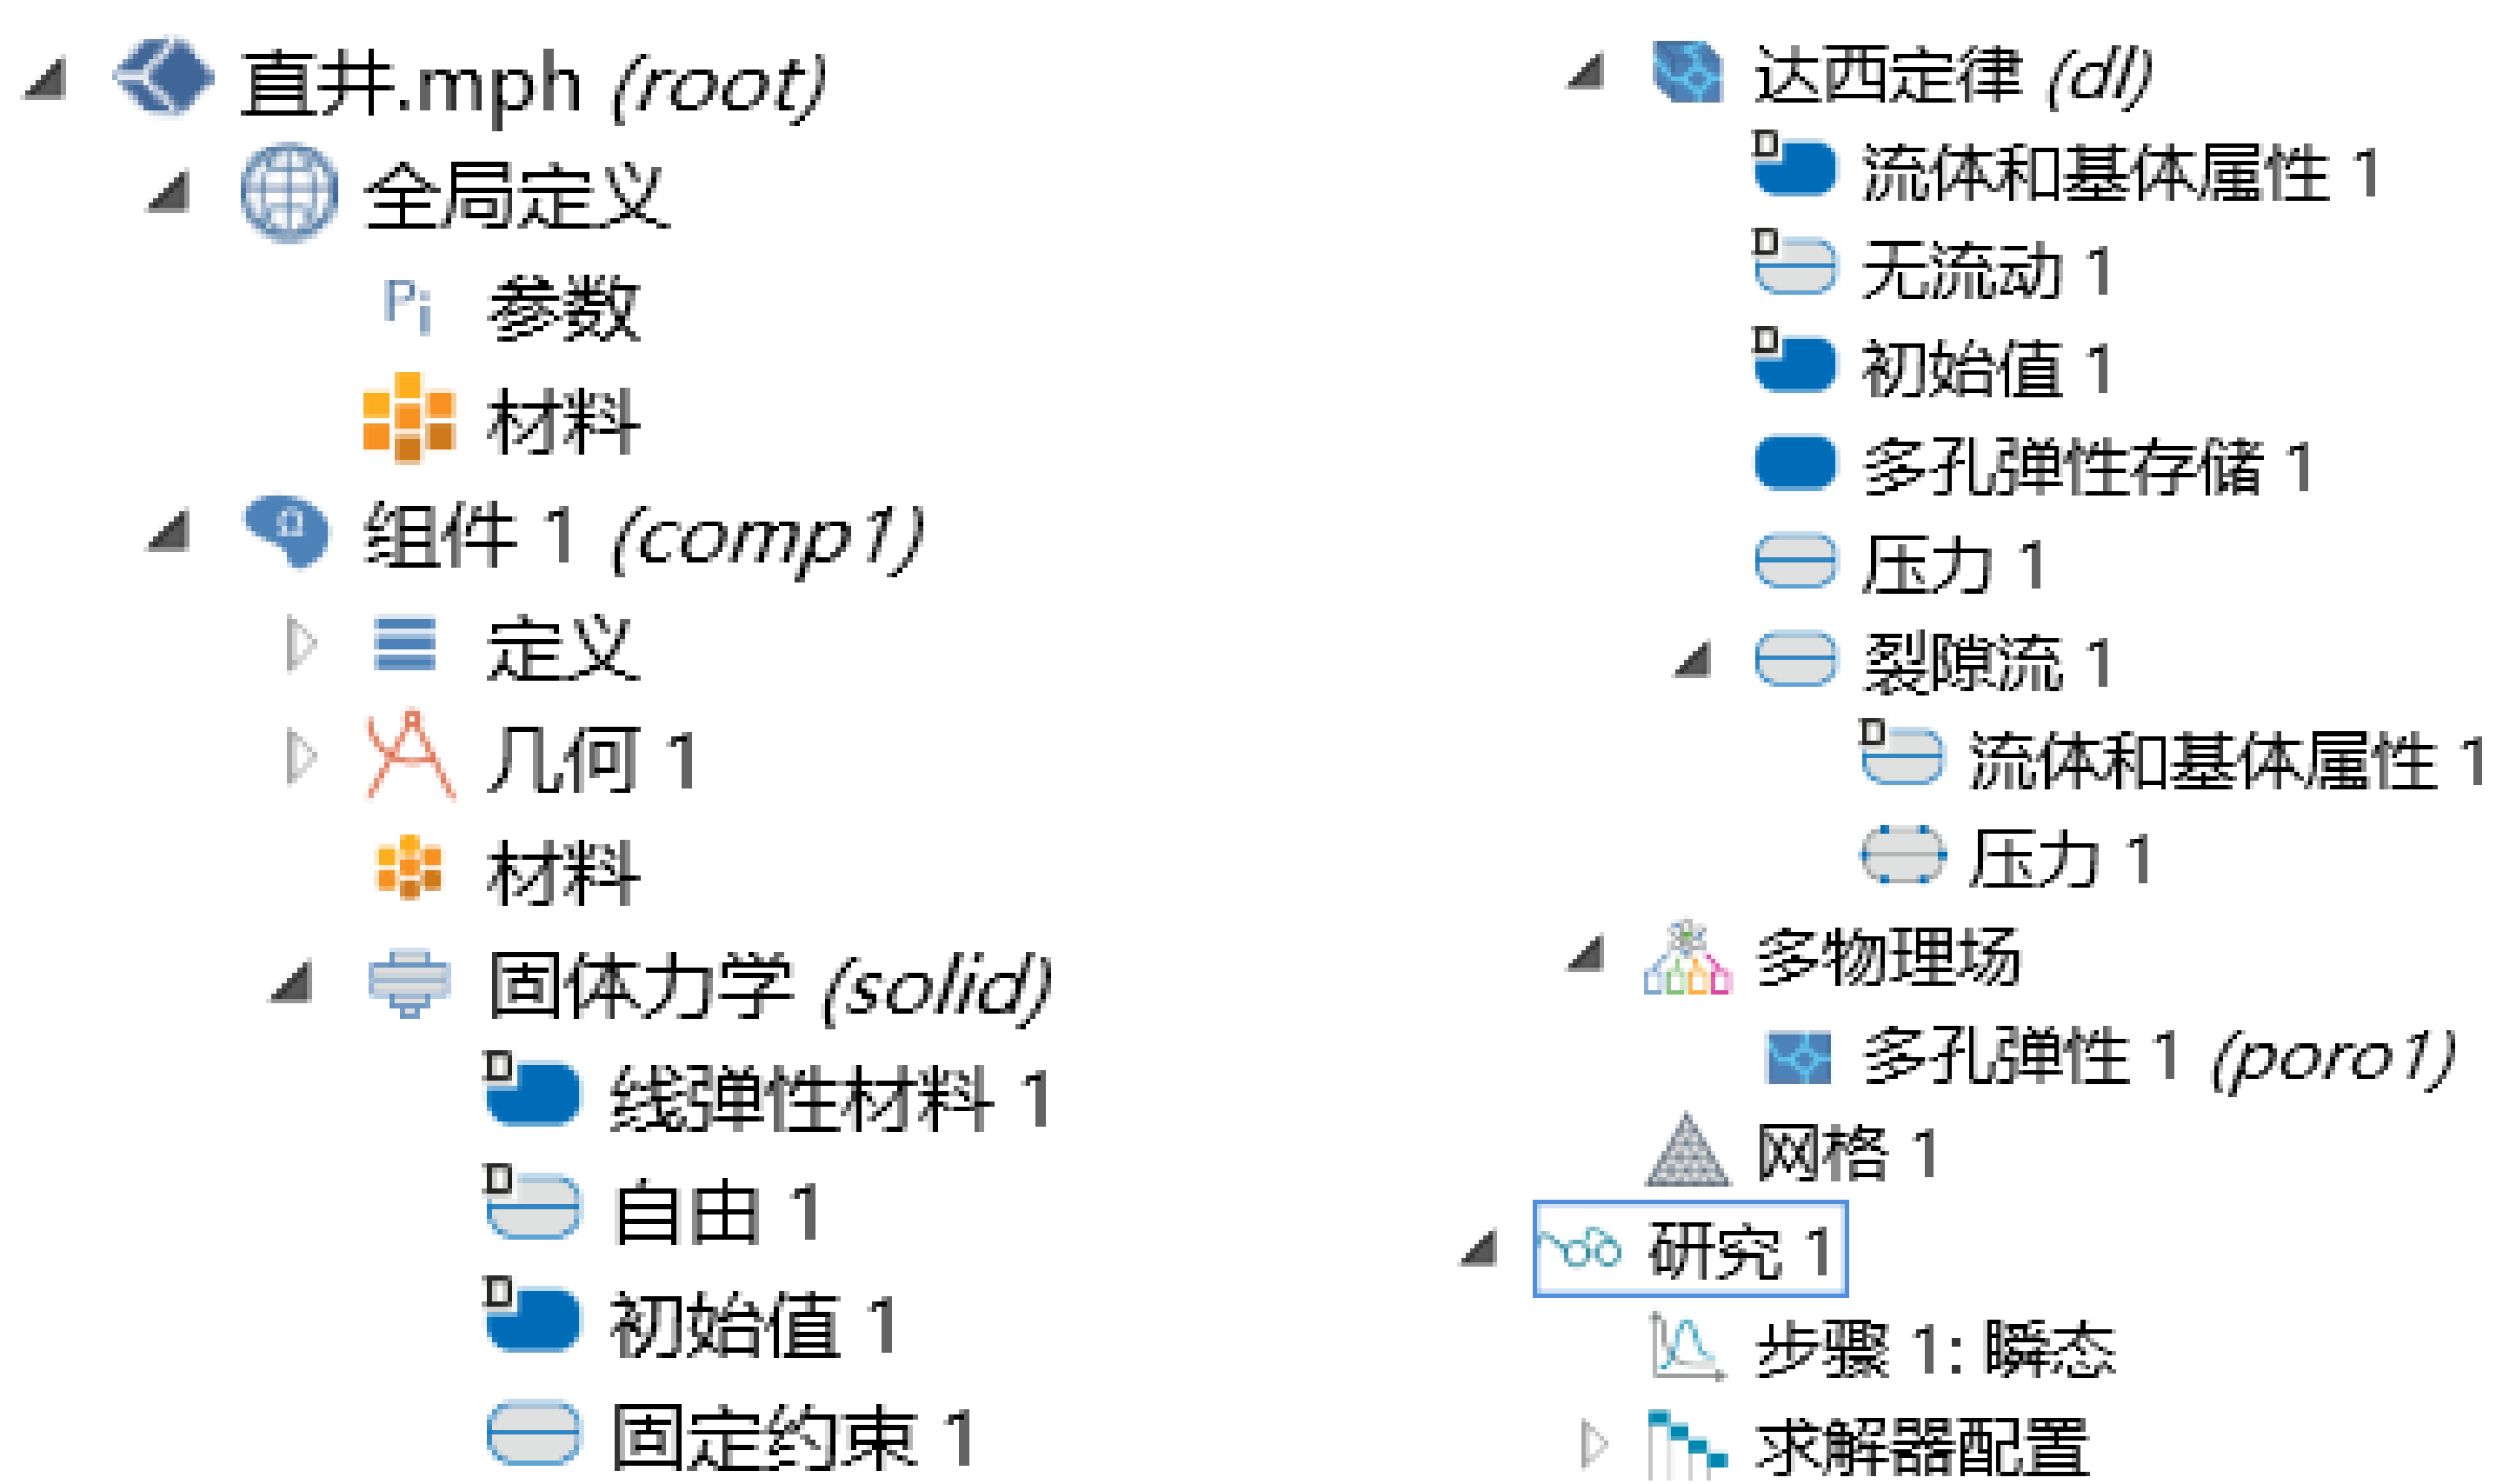 直井.mph (root)
全局定义
Pi 参数
材料
组件 1 (comp1)
定义
几何 1
材料
固体力学 (solid)
线弹性材料 1
自由 1
初始值 1
固定约束 1
达西定律 (dl)
流体和基体属性 1
无流动 1
初始值 1
多孔弹性存储 1
压力 1
裂隙流 1
流体和基体属性 1
压力 1
多物理场
多孔弹性 1 (poro1)
网格 1
研究 1
步骤 1: 瞬态
求解器配置